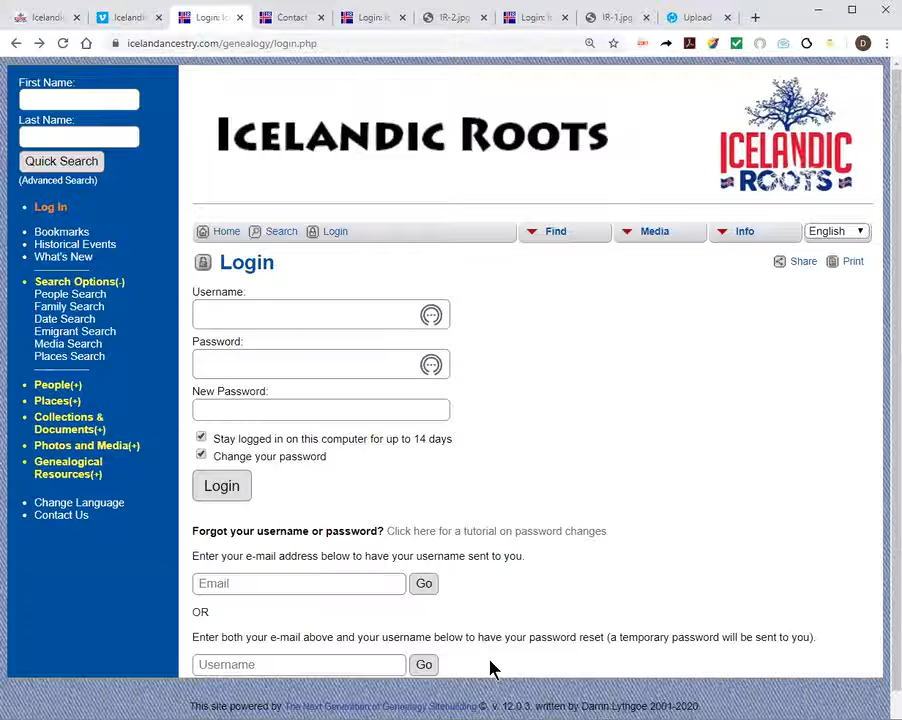 Icelandi
Icelandi
Login: Ic
Contact
Login: Ic
IR-2.jpg
Login: Ic
IR-1.jpg
Upload
icelandancestry.com/genealogy/login.php
D
First Name:
Last Name:
Quick Search
(Advanced Search)
Log In
Bookmarks
Historical Events
What's New
Search Options(-)
People Search
Family Search
Date Search
Emigrant Search
Media Search
Places Search
People(+)
Places(+)
Collections &
Documents(+)
Photos and Media(+)
Genealogical
Resources(+)
Change Language
Contact Us
Icelandic Roots
ICELANDIC
ROOTS
Home Search Login
Find Media Info English
Login
Share Print
Username:
Password:
New Password:
Stay logged in on this computer for up to 14 days
Change your password
Login
Forgot your username or password? Click here for a tutorial on password changes
Enter your e-mail address below to have your username sent to you.
Email Go
OR
Enter both your e-mail above and your username below to have your password reset (a temporary password will be sent to you).
Username Go
This site powered by The Next Generation of Genealogy Sitebuilding ©, v. 12.0.3, written by Darrin Lythgoe 2001-2020.